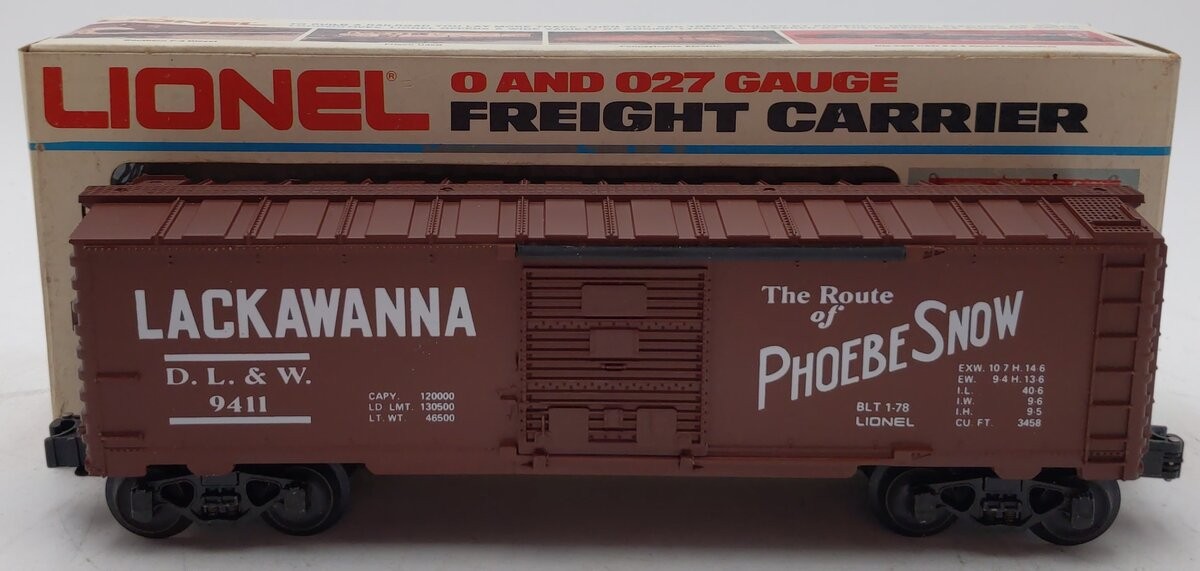 LIONEL®
O AND O27 GAUGE
FREIGHT CARRIER
LACKAWANNA
D. L. & W.
9411
CAPY. 120000
LD LMT. 130500
LT. WT. 46500
The Route
of
PHOEBE SNOW
BLT 1-78
LIONEL
EXW. 10·7 H. 14·6
EW. 9·4 H. 13·6
I.L. 40·6
I.W. 9·6
I.H. 9·5
CU. FT. 3458